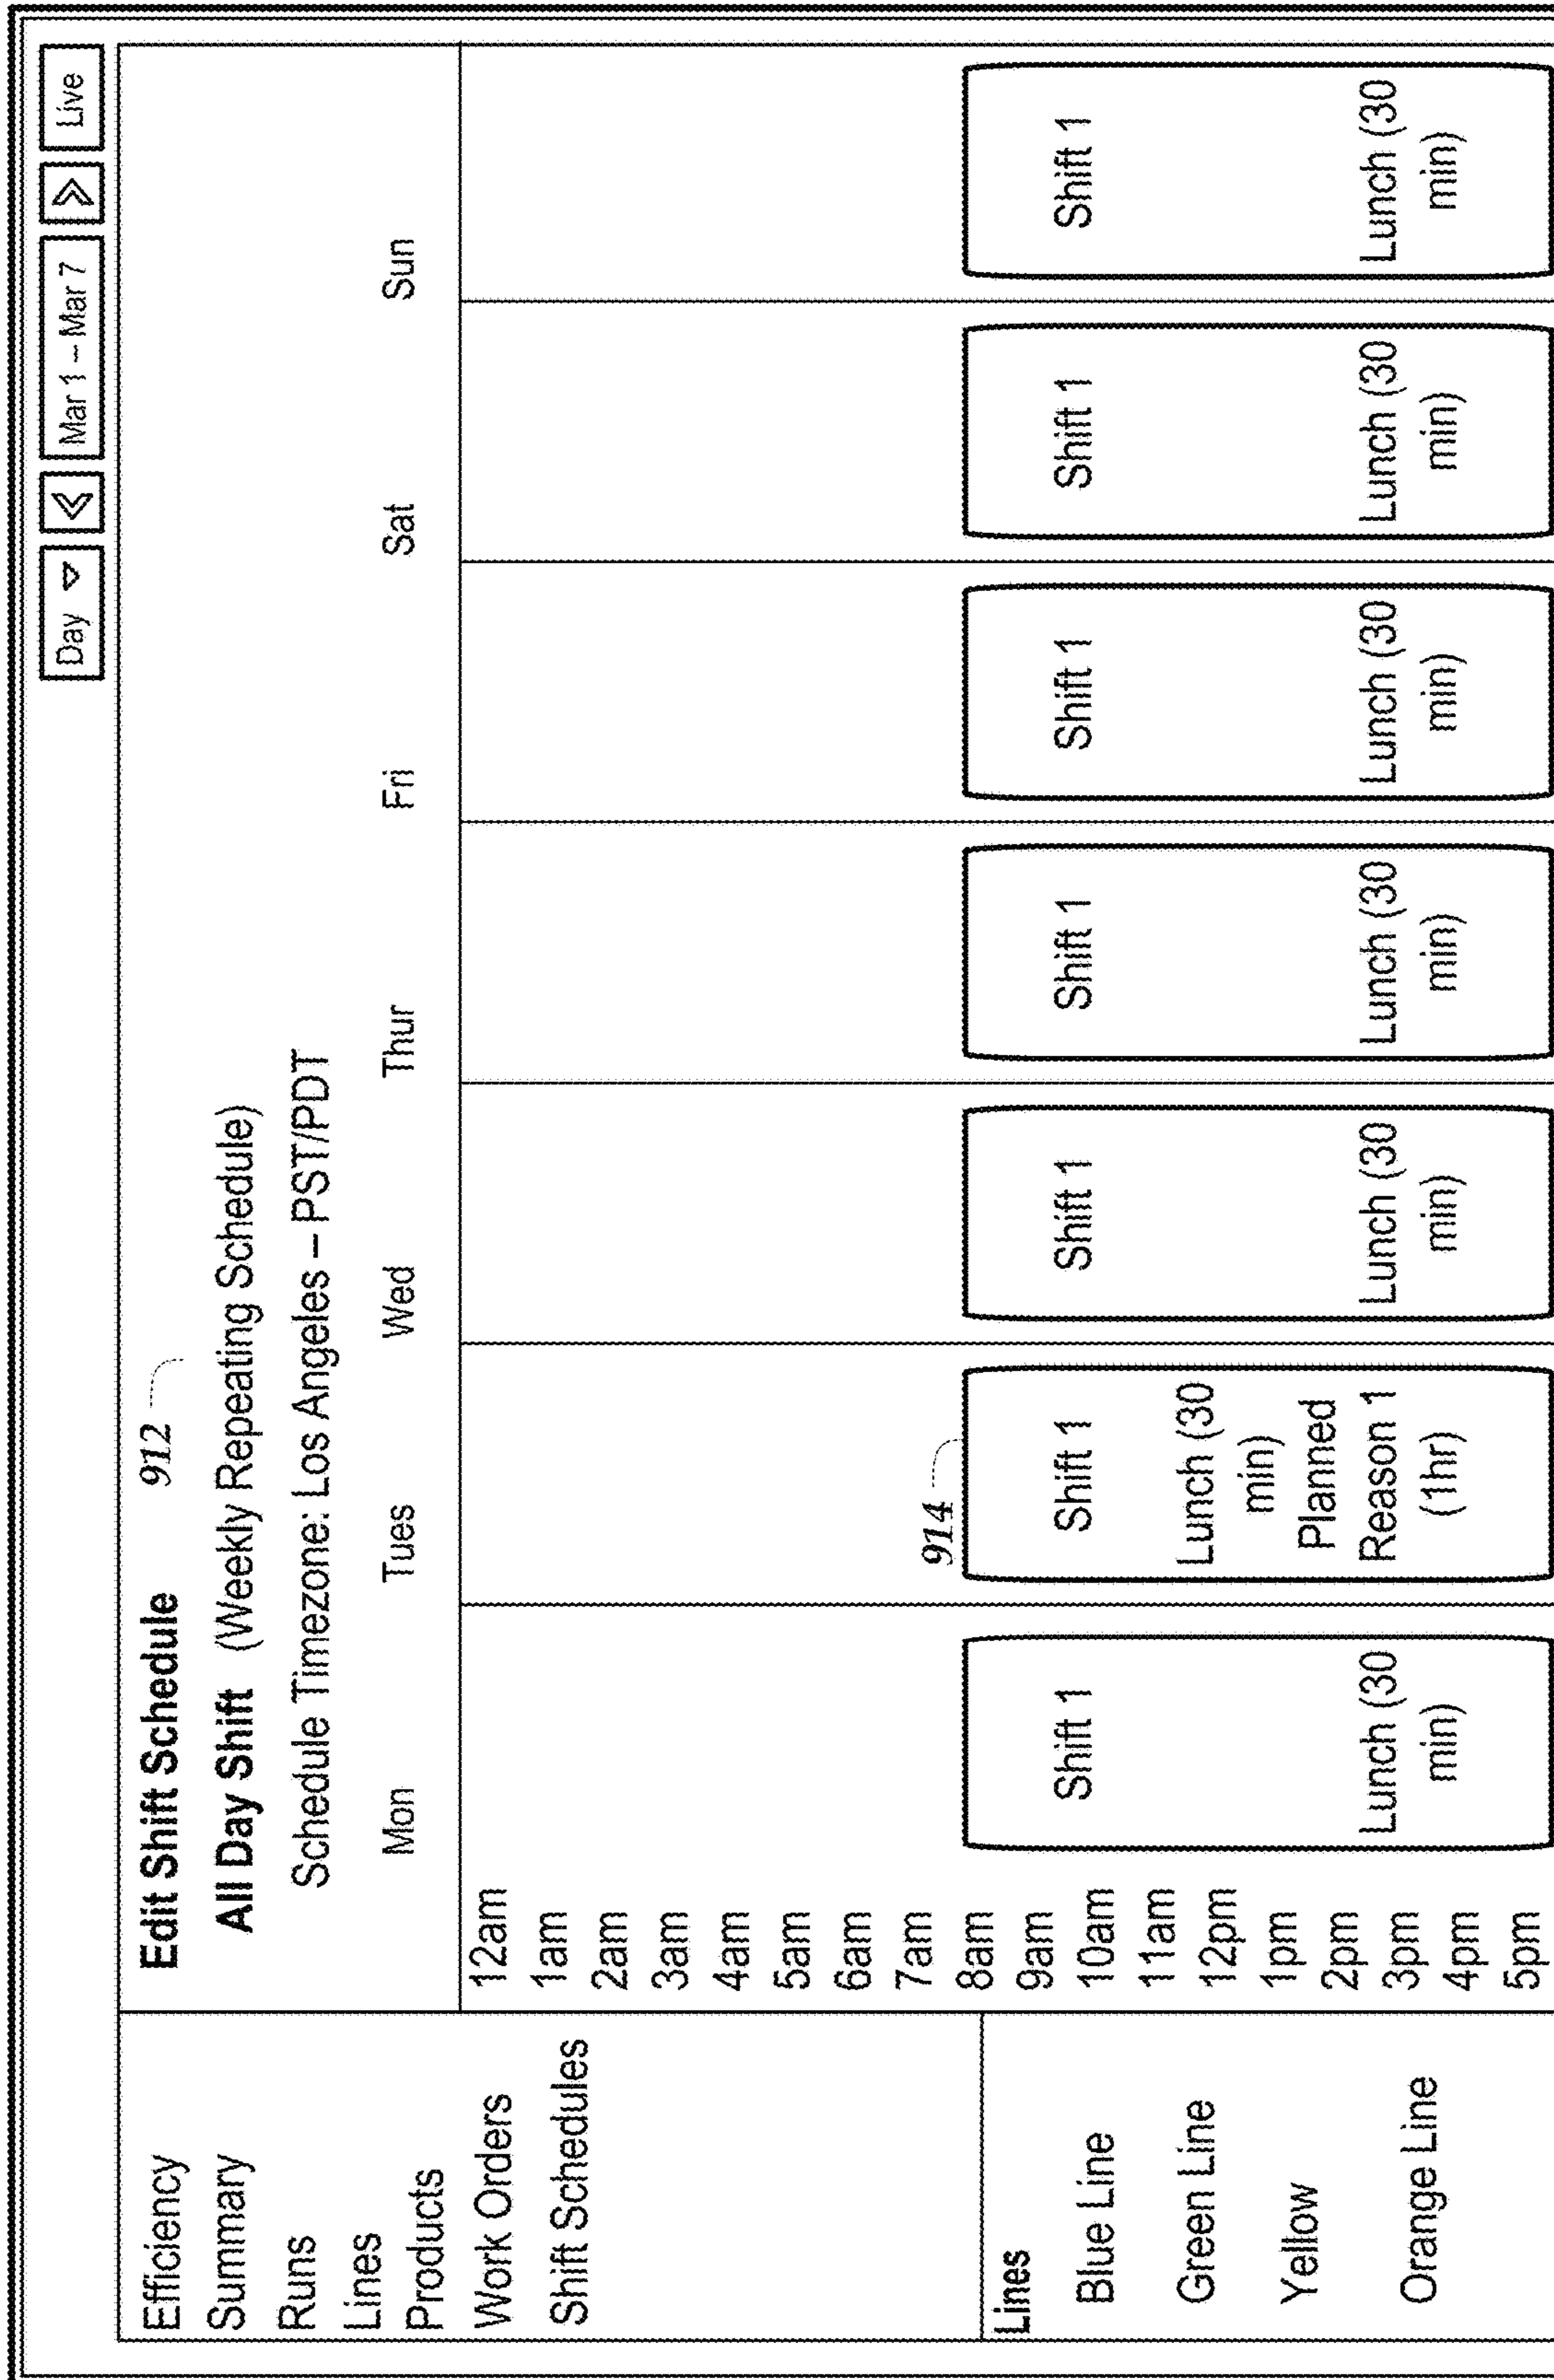 Day
Mar 1 – Mar 7
Live
Efficiency
Summary
Runs
Lines
Products
Work Orders
Shift Schedules
Lines
Blue Line
Green Line
Yellow
Orange Line
Edit Shift Schedule
912
All Day Shift (Weekly Repeating Schedule)
Schedule Timezone: Los Angeles – PST/PDT
Mon Tues Wed Thur Fri Sat Sun
12am
1am
2am
3am
4am
5am
6am
7am
8am
9am
10am
11am
12pm
1pm
2pm
3pm
4pm
5pm
Shift 1
Lunch (30
min)
914
Shift 1
Lunch (30
min)
Planned
Reason 1
(1hr)
Shift 1
Lunch (30
min)
Shift 1
Lunch (30
min)
Shift 1
Lunch (30
min)
Shift 1
Lunch (30
min)
Shift 1
Lunch (30
min)